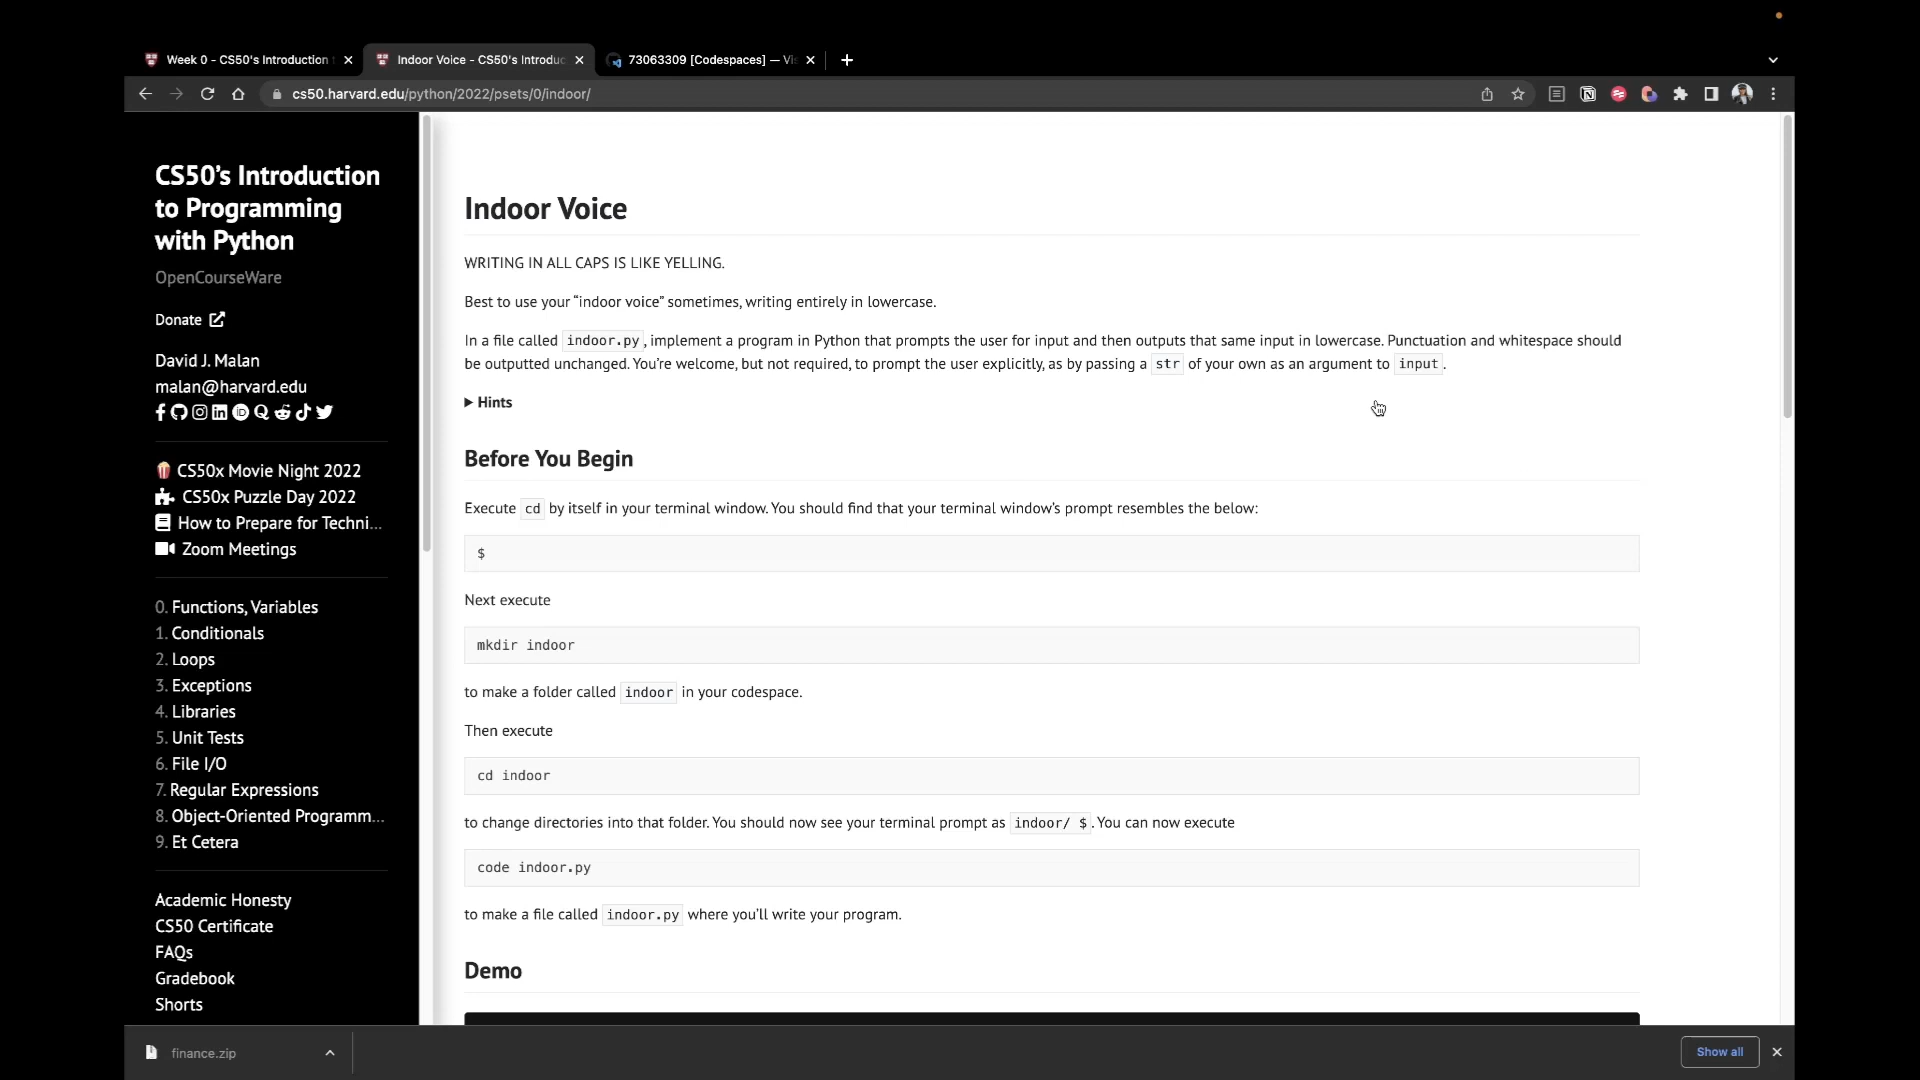 Week 0 - CS50's Introduction
Indoor Voice - CS50's Introduc
73063309 [Codespaces] — Vi
cs50.harvard.edu/python/2022/psets/0/indoor/
CS50’s Introduction
to Programming
with Python
OpenCourseWare
Donate
David J. Malan
malan@harvard.edu
🍿 CS50x Movie Night 2022
CS50x Puzzle Day 2022
How to Prepare for Techni...
Zoom Meetings
0. Functions, Variables
1. Conditionals
2. Loops
3. Exceptions
4. Libraries
5. Unit Tests
6. File I/O
7. Regular Expressions
8. Object-Oriented Programm...
9. Et Cetera
Academic Honesty
CS50 Certificate
FAQs
Gradebook
Shorts
Indoor Voice
WRITING IN ALL CAPS IS LIKE YELLING.
Best to use your “indoor voice” sometimes, writing entirely in lowercase.
In a file called indoor.py, implement a program in Python that prompts the user for input and then outputs that same input in lowercase. Punctuation and whitespace should
be outputted unchanged. You’re welcome, but not required, to prompt the user explicitly, as by passing a str of your own as an argument to input.
▶ Hints
Before You Begin
Execute cd by itself in your terminal window. You should find that your terminal window’s prompt resembles the below:
$
Next execute
mkdir indoor
to make a folder called indoor in your codespace.
Then execute
cd indoor
to change directories into that folder. You should now see your terminal prompt as indoor/ $. You can now execute
code indoor.py
to make a file called indoor.py where you’ll write your program.
Demo
finance.zip
Show all